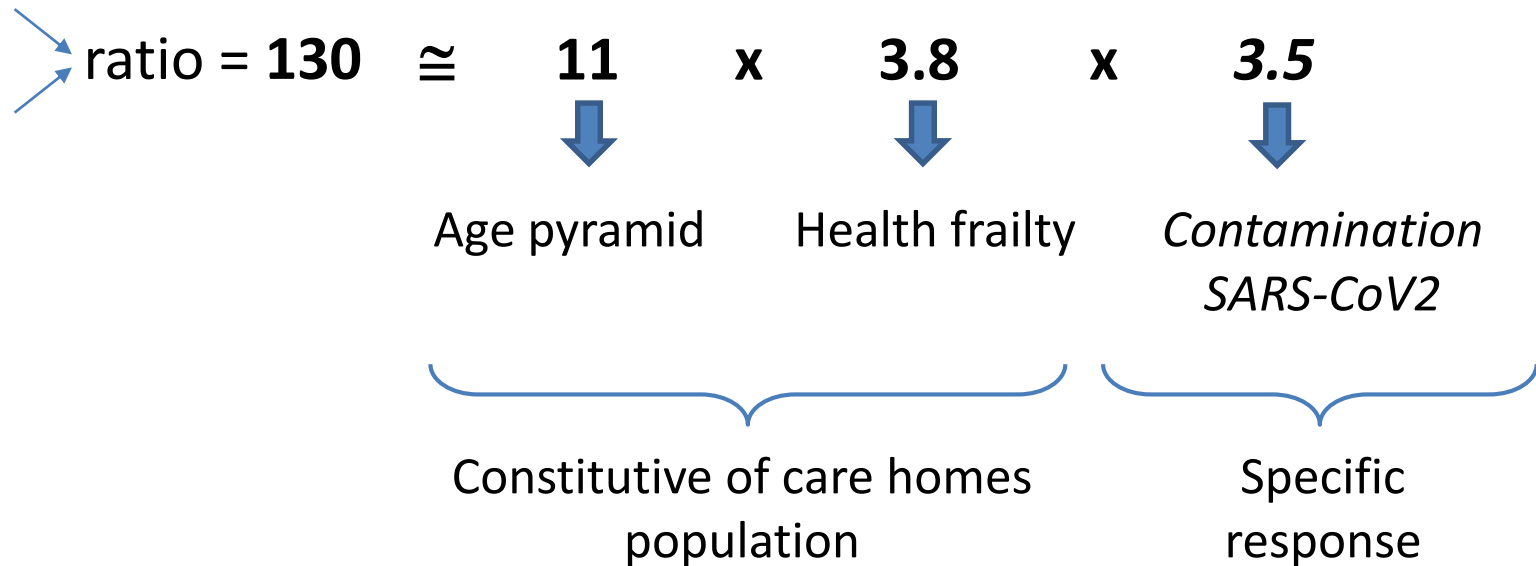 ratio = 130 ≅ 11 x 3.8 x 3.5
Age pyramid Health frailty Contamination
SARS-CoV2
Constitutive of care homes Specific
population response